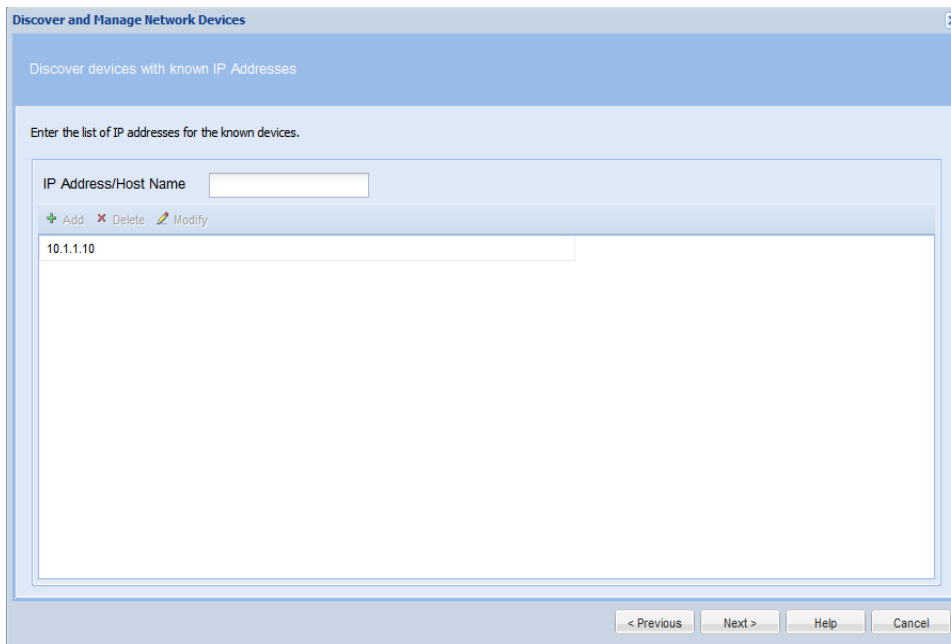 Discover and Manage Network Devices
Discover devices with known IP Addresses
Enter the list of IP addresses for the known devices.
IP Address/Host Name
Add Delete Modify
10.1.1.10
< Previous Next > Help Cancel